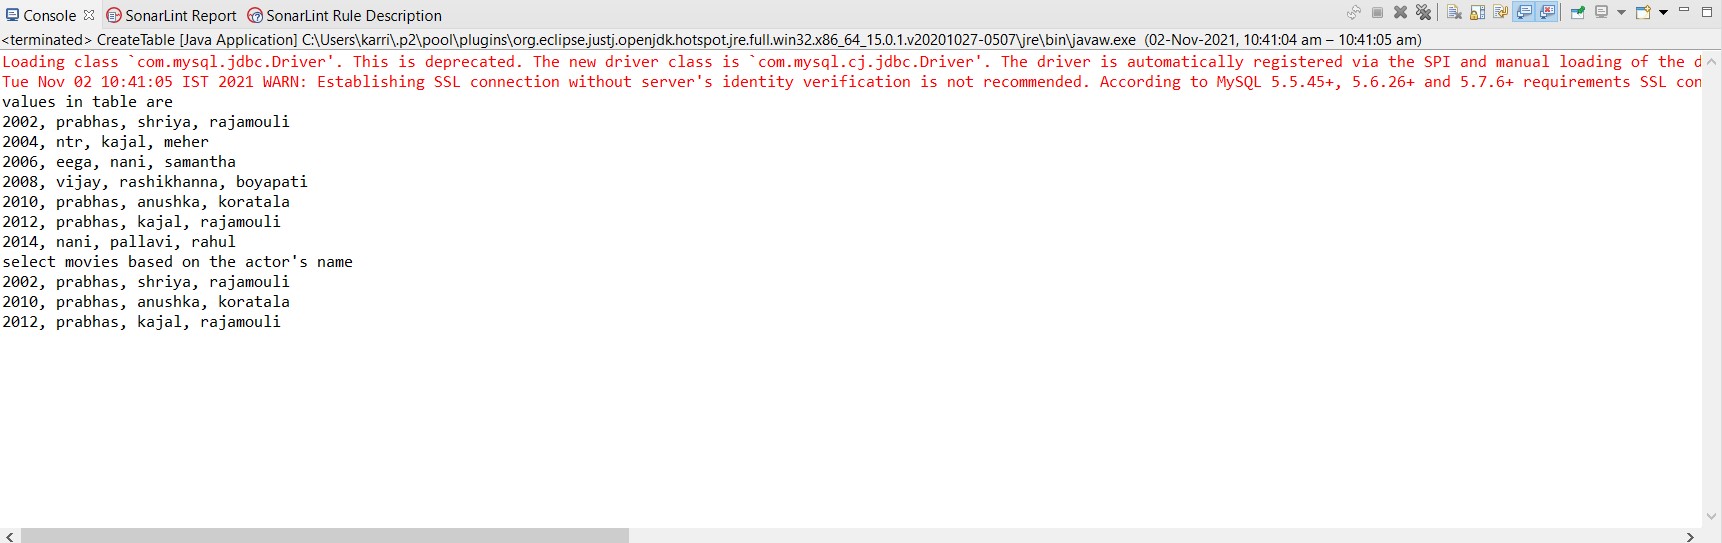 Console SonarLint Report SonarLint Rule Description
<terminated> CreateTable [Java Application] C:\Users\karri\.p2\pool\plugins\org.eclipse.justj.openjdk.hotspot.jre.full.win32.x86_64_15.0.1.v20201027-0507\jre\bin\javaw.exe (02-Nov-2021, 10:41:04 am – 10:41:05 am)
Loading class `com.mysql.jdbc.Driver'. This is deprecated. The new driver class is `com.mysql.cj.jdbc.Driver'. The driver is automatically registered via the SPI and manual loading of the d
Tue Nov 02 10:41:05 IST 2021 WARN: Establishing SSL connection without server's identity verification is not recommended. According to MySQL 5.5.45+, 5.6.26+ and 5.7.6+ requirements SSL con
values in table are
2002, prabhas, shriya, rajamouli
2004, ntr, kajal, meher
2006, eega, nani, samantha
2008, vijay, rashikhanna, boyapati
2010, prabhas, anushka, koratala
2012, prabhas, kajal, rajamouli
2014, nani, pallavi, rahul
select movies based on the actor's name
2002, prabhas, shriya, rajamouli
2010, prabhas, anushka, koratala
2012, prabhas, kajal, rajamouli